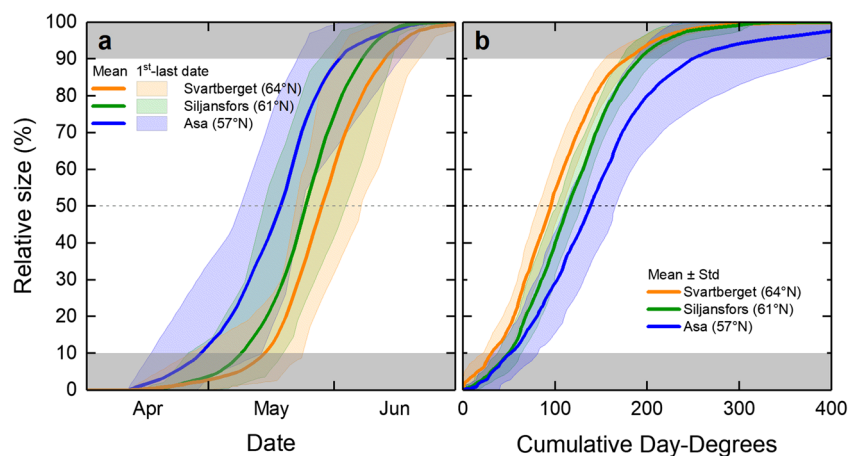 a
b
Relative size (%)
100
90
80
70
60
50
40
30
20
10
0
Mean 1st-last date
Svartberget (64°N)
Siljansfors (61°N)
Asa (57°N)
Mean ± Std
Svartberget (64°N)
Siljansfors (61°N)
Asa (57°N)
Apr May Jun
0 100 200 300 400
Date
Cumulative Day-Degrees